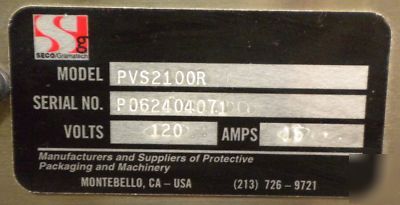 SECO/Gramatech
MODEL PVS2100R
SERIAL NO. P062404071
VOLTS 120 AMPS 15
Manufacturers and Suppliers of Protective
Packaging and Machinery
MONTEBELLO, CA – USA (213) 726-9721